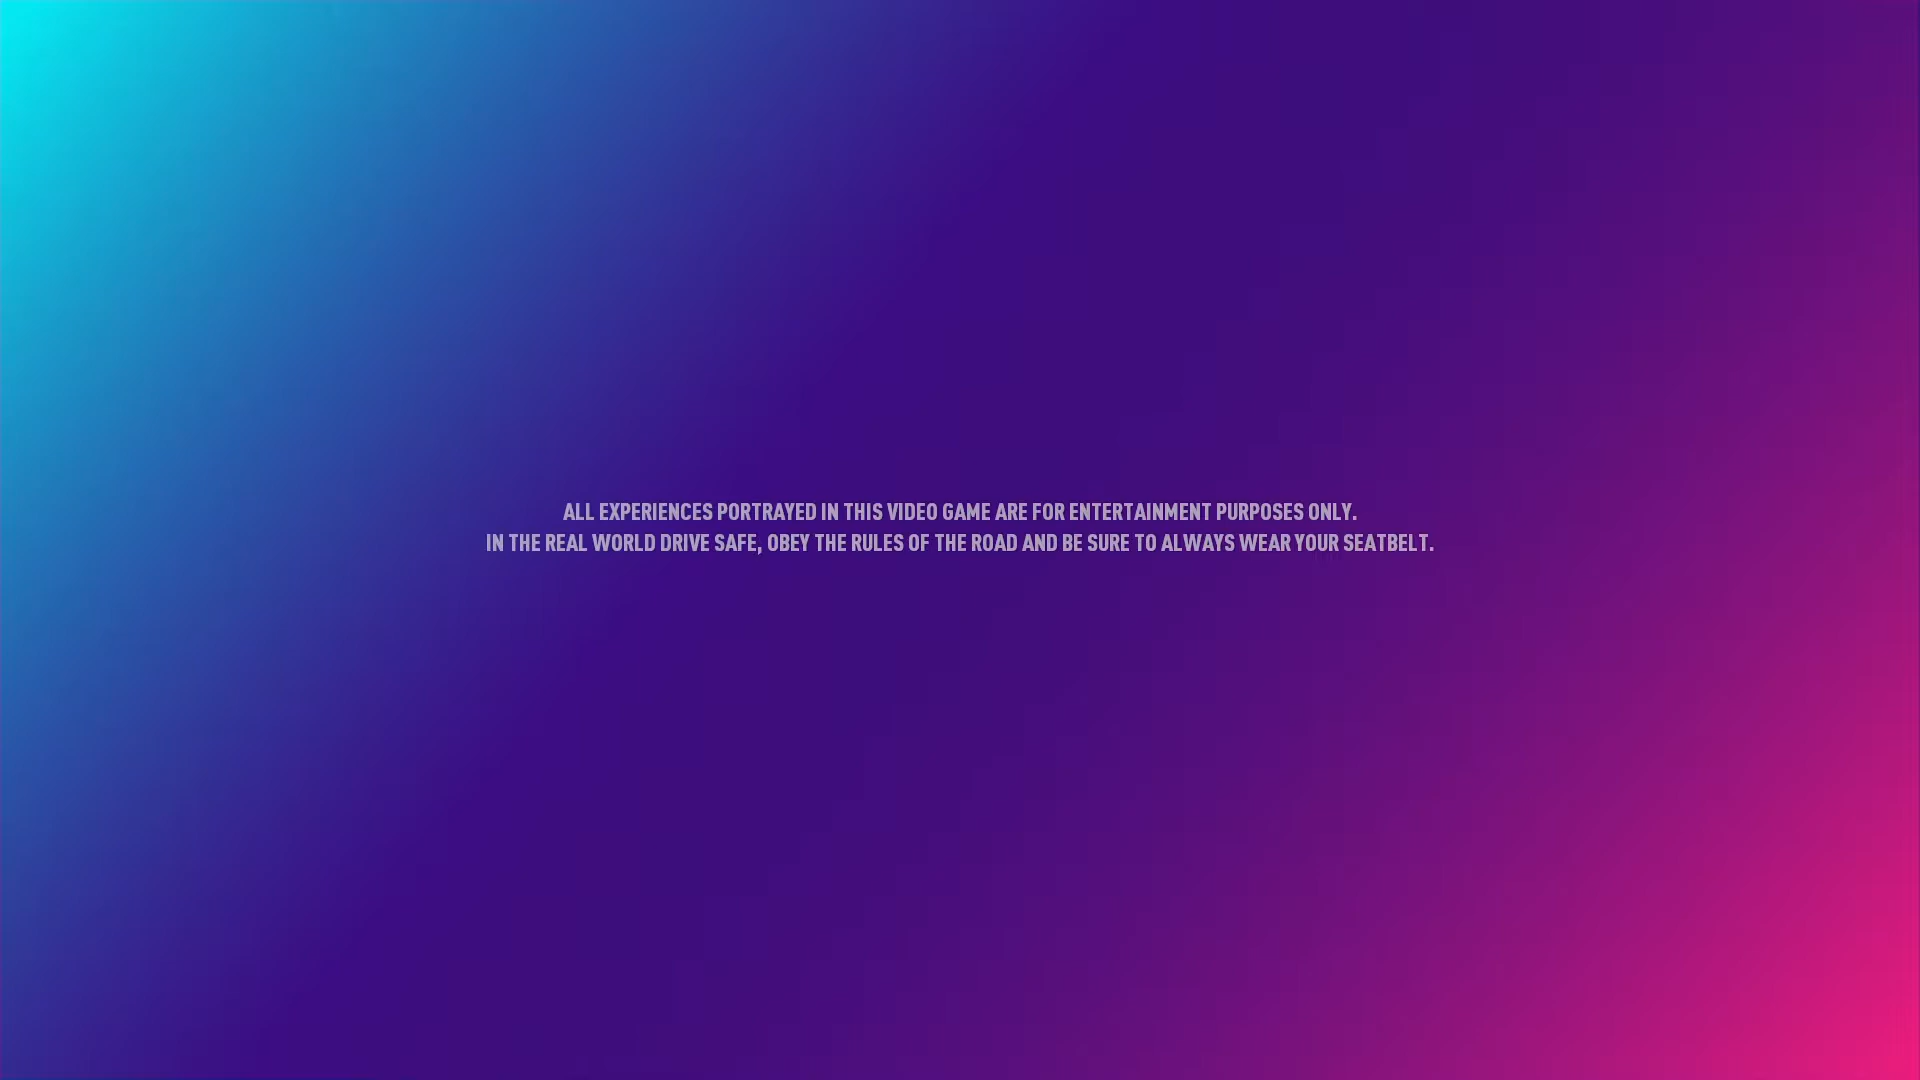 ALL EXPERIENCES PORTRAYED IN THIS VIDEO GAME ARE FOR ENTERTAINMENT PURPOSES ONLY.
IN THE REAL WORLD DRIVE SAFE, OBEY THE RULES OF THE ROAD AND BE SURE TO ALWAYS WEAR YOUR SEATBELT.